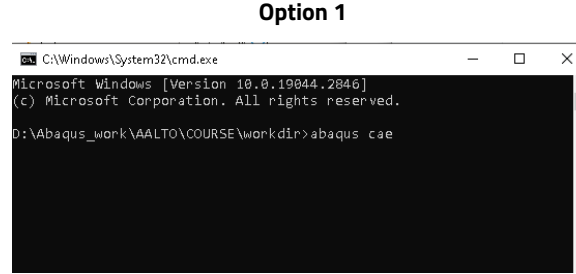 Option 1
C:\Windows\System32\cmd.exe
Microsoft Windows [Version 10.0.19044.2846]
(c) Microsoft Corporation. All rights reserved.
D:\Abaqus_work\AALTO\COURSE\workdir>abaqus cae